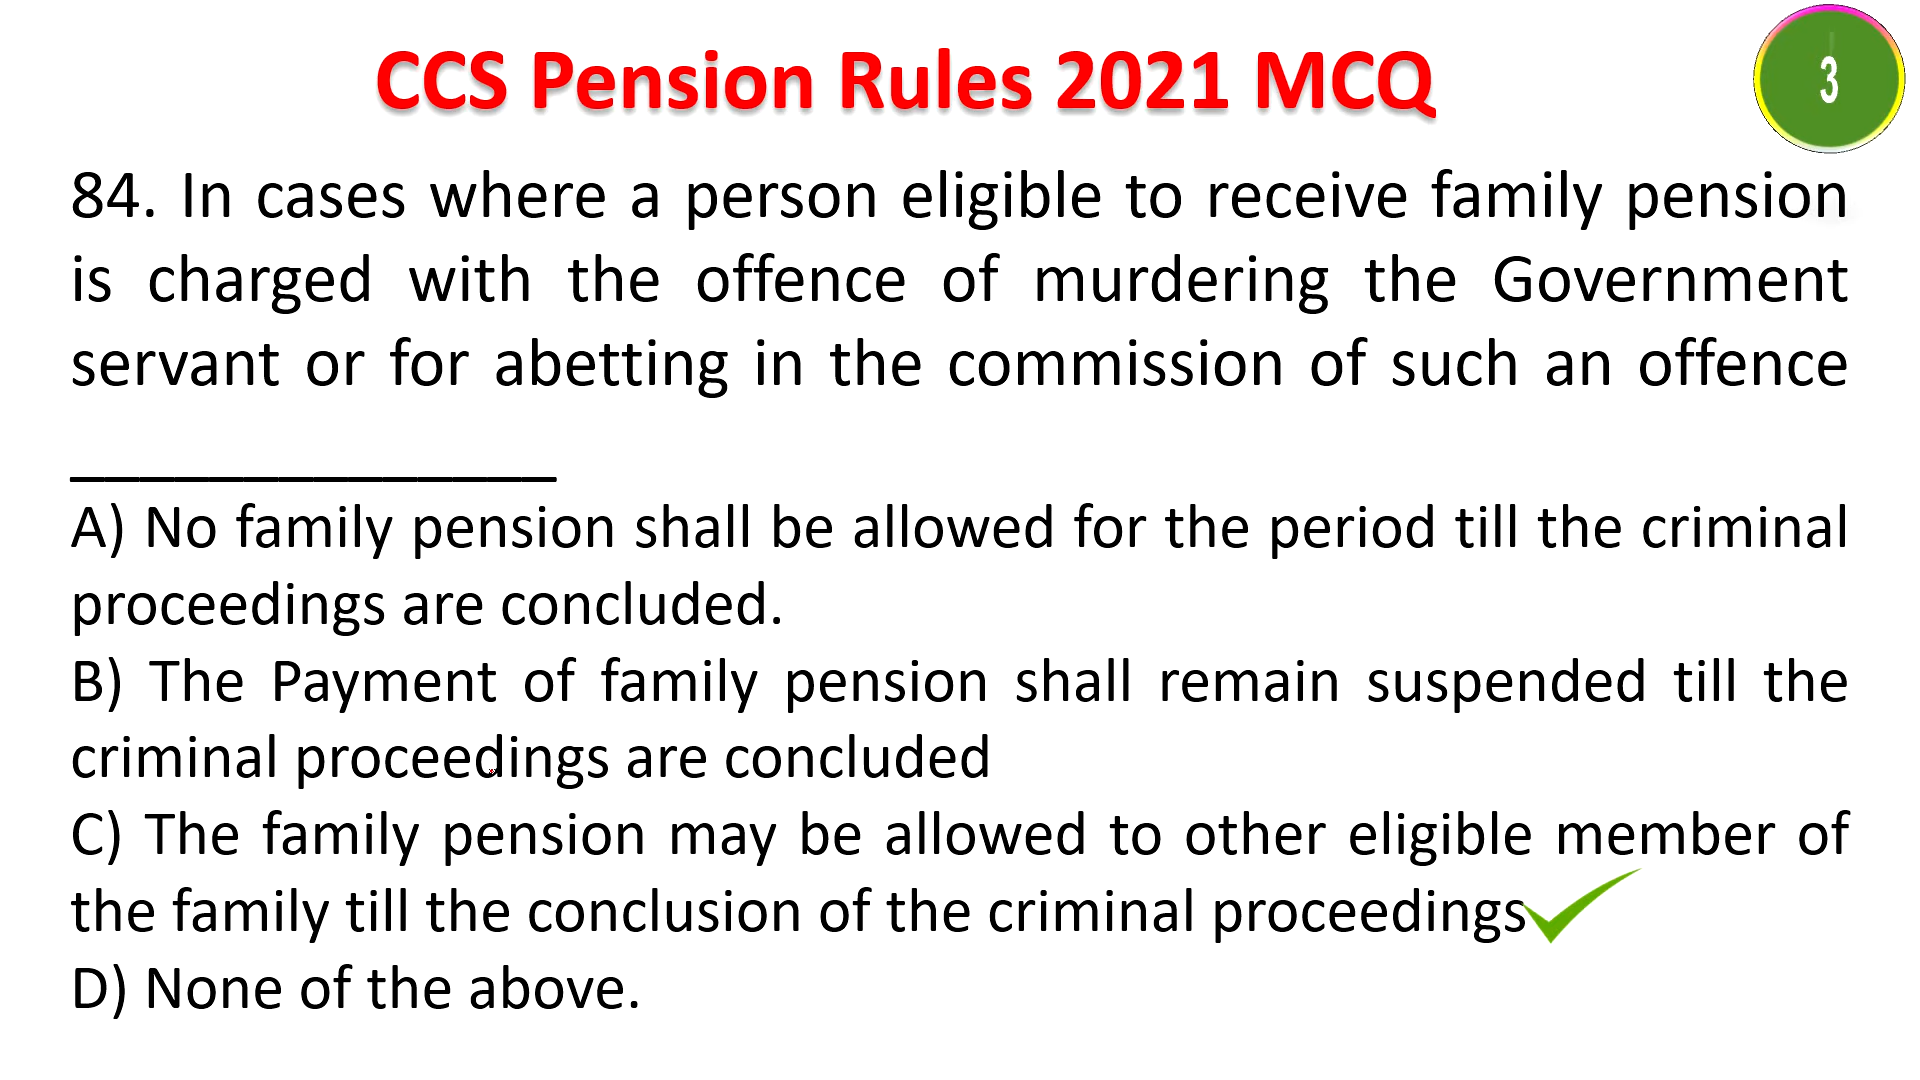 CCS Pension Rules 2021 MCQ
3
84. In cases where a person eligible to receive family pension
is charged with the offence of murdering the Government
servant or for abetting in the commission of such an offence
______________
A) No family pension shall be allowed for the period till the criminal
proceedings are concluded.
B) The Payment of family pension shall remain suspended till the
criminal proceedings are concluded
C) The family pension may be allowed to other eligible member of
the family till the conclusion of the criminal proceedings
D) None of the above.